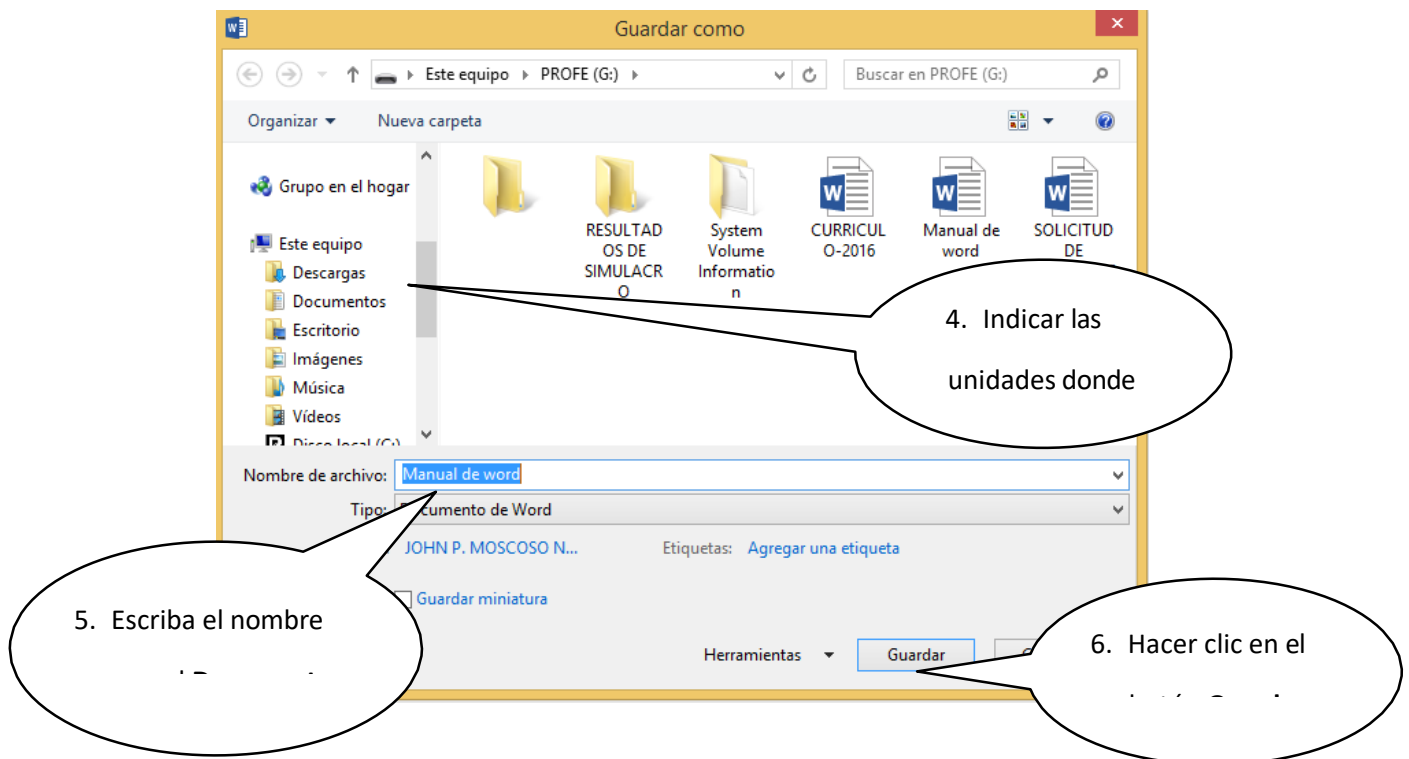 Guardar como
Este equipo PROFE (G:)
Buscar en PROFE (G:)
Organizar
Nueva carpeta
Grupo en el hogar
Este equipo
Descargas
Documentos
Escritorio
Imágenes
Música
Vídeos
RESULTAD
OS DE
SIMULACR
O
System
Volume
Informatio
n
CURRICUL
O-2016
Manual de
word
SOLICITUD
DE
4. Indicar las
unidades donde
Nombre de archivo: Manual de word
Tipo: Documento de Word
JOHN P. MOSCOSO N...
Etiquetas: Agregar una etiqueta
Guardar miniatura
Herramientas
Guardar
5. Escriba el nombre
6. Hacer clic en el